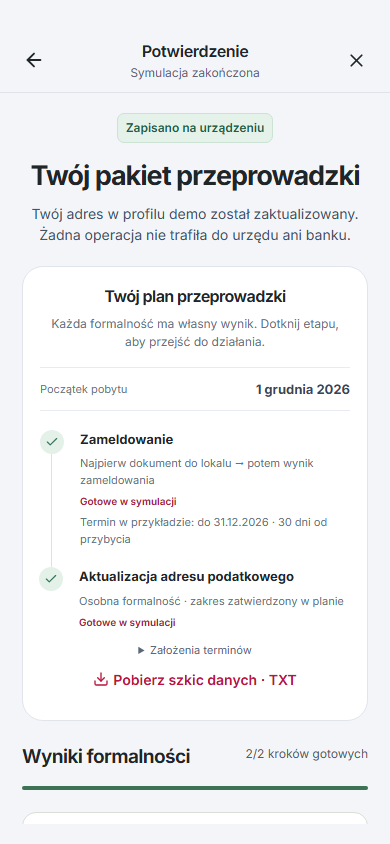 Potwierdzenie
Symulacja zakończona
Zapisano na urządzeniu
Twój pakiet przeprowadzki
Twój adres w profilu demo został zaktualizowany.
Żadna operacja nie trafiła do urzędu ani banku.
Twój plan przeprowadzki
Każda formalność ma własny wynik. Dotknij etapu,
aby przejść do działania.
Początek pobytu
1 grudnia 2026
Zameldowanie
Najpierw dokument do lokalu → potem wynik
zameldowania
Gotowe w symulacji
Termin w przykładzie: do 31.12.2026 · 30 dni od
przybycia
Aktualizacja adresu podatkowego
Osobna formalność · zakres zatwierdzony w planie
Gotowe w symulacji
▶ Założenia terminów
Pobierz szkic danych · TXT
Wyniki formalności
2/2 kroków gotowych